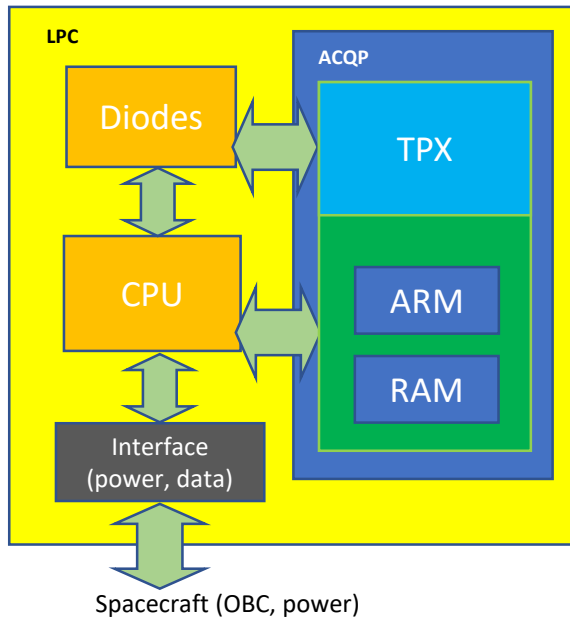 LPC
ACQP
Diodes
TPX
CPU
ARM
RAM
Interface
(power, data)
Spacecraft (OBC, power)